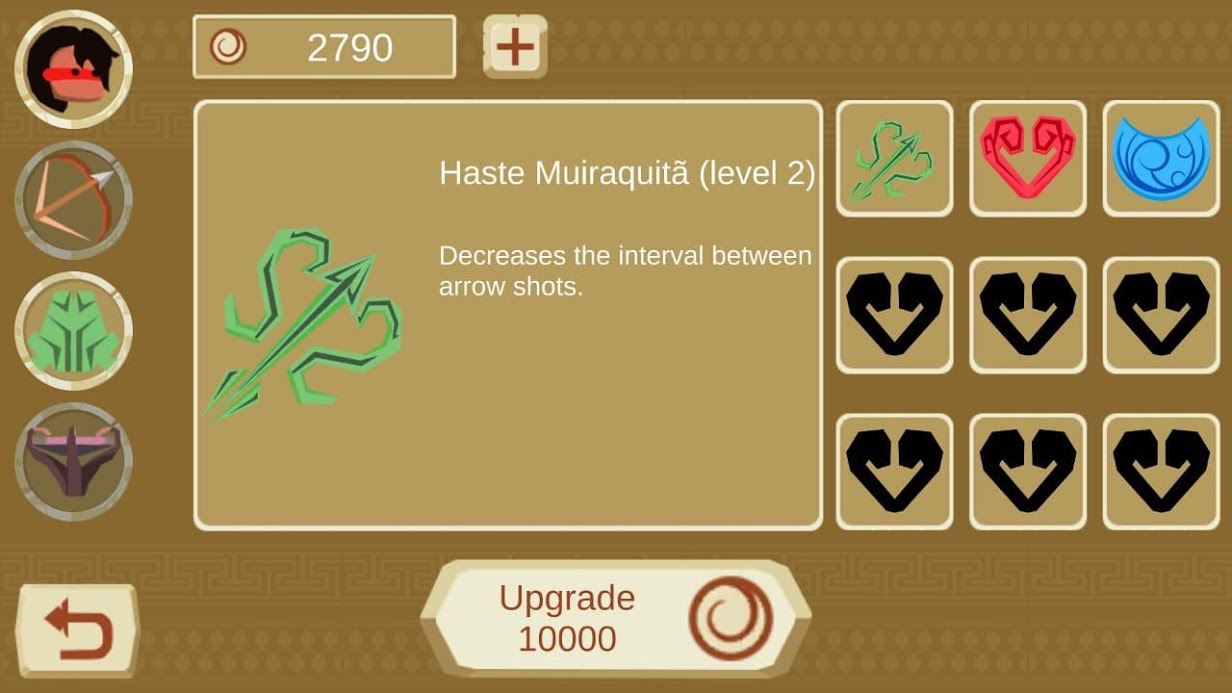 2790
Haste Muiraquitã (level 2)
Decreases the interval between
arrow shots.
Upgrade
10000